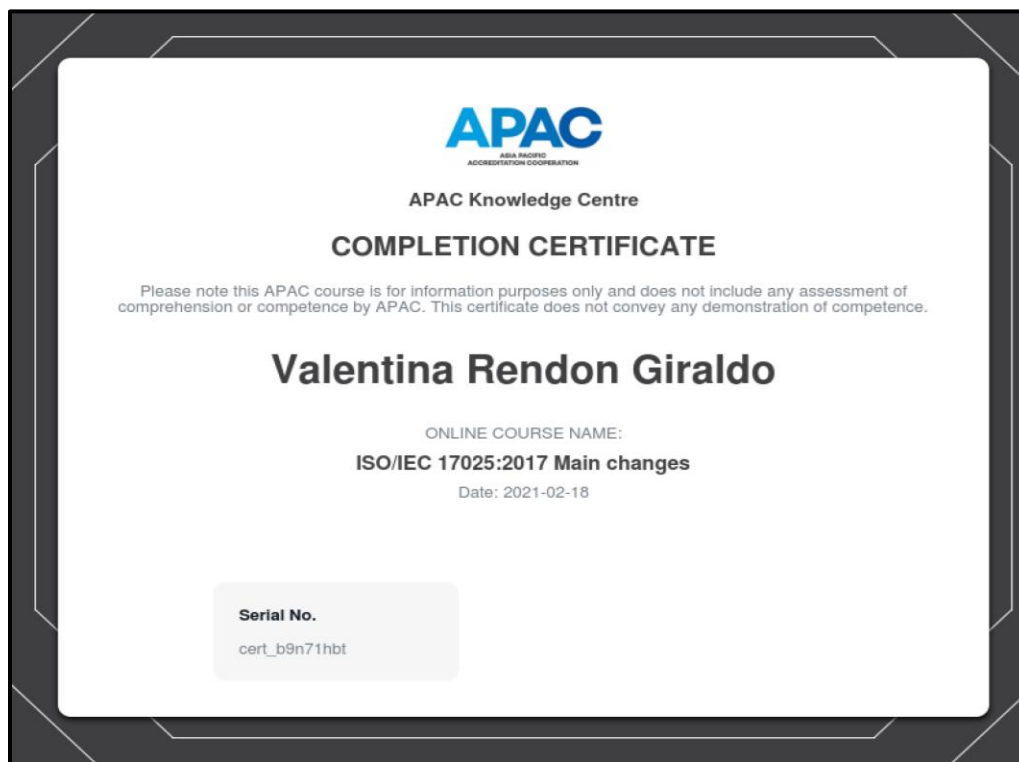 APAC
ASIA PACIFIC
ACCREDITATION COOPERATION
APAC Knowledge Centre
COMPLETION CERTIFICATE
Please note this APAC course is for information purposes only and does not include any assessment of
comprehension or competence by APAC. This certificate does not convey any demonstration of competence.
Valentina Rendon Giraldo
ONLINE COURSE NAME:
ISO/IEC 17025:2017 Main changes
Date: 2021-02-18
Serial No.
cert_b9n71hbt